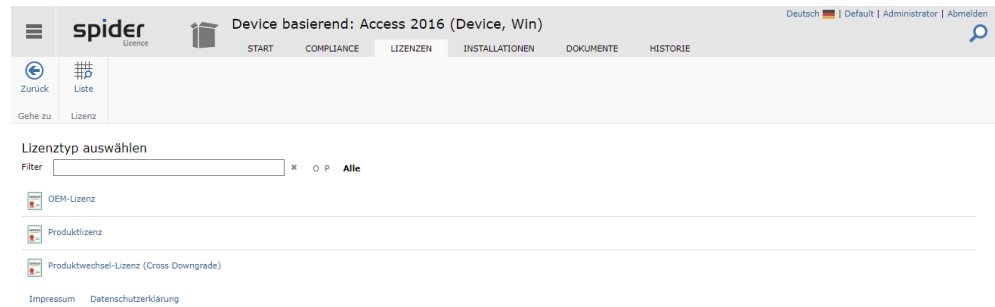 Deutsch | Default | Administrator | Abmelden
spider
Licence
Device basierend: Access 2016 (Device, Win)
START COMPLIANCE LIZENZEN INSTALLATIONEN DOKUMENTE HISTORIE
Zurück Liste
Gehe zu Lizenz
Lizenztyp auswählen
Filter O P Alle
OEM-Lizenz
Produktlizenz
Produktwechsel-Lizenz (Cross Downgrade)
Impressum Datenschutzerklärung